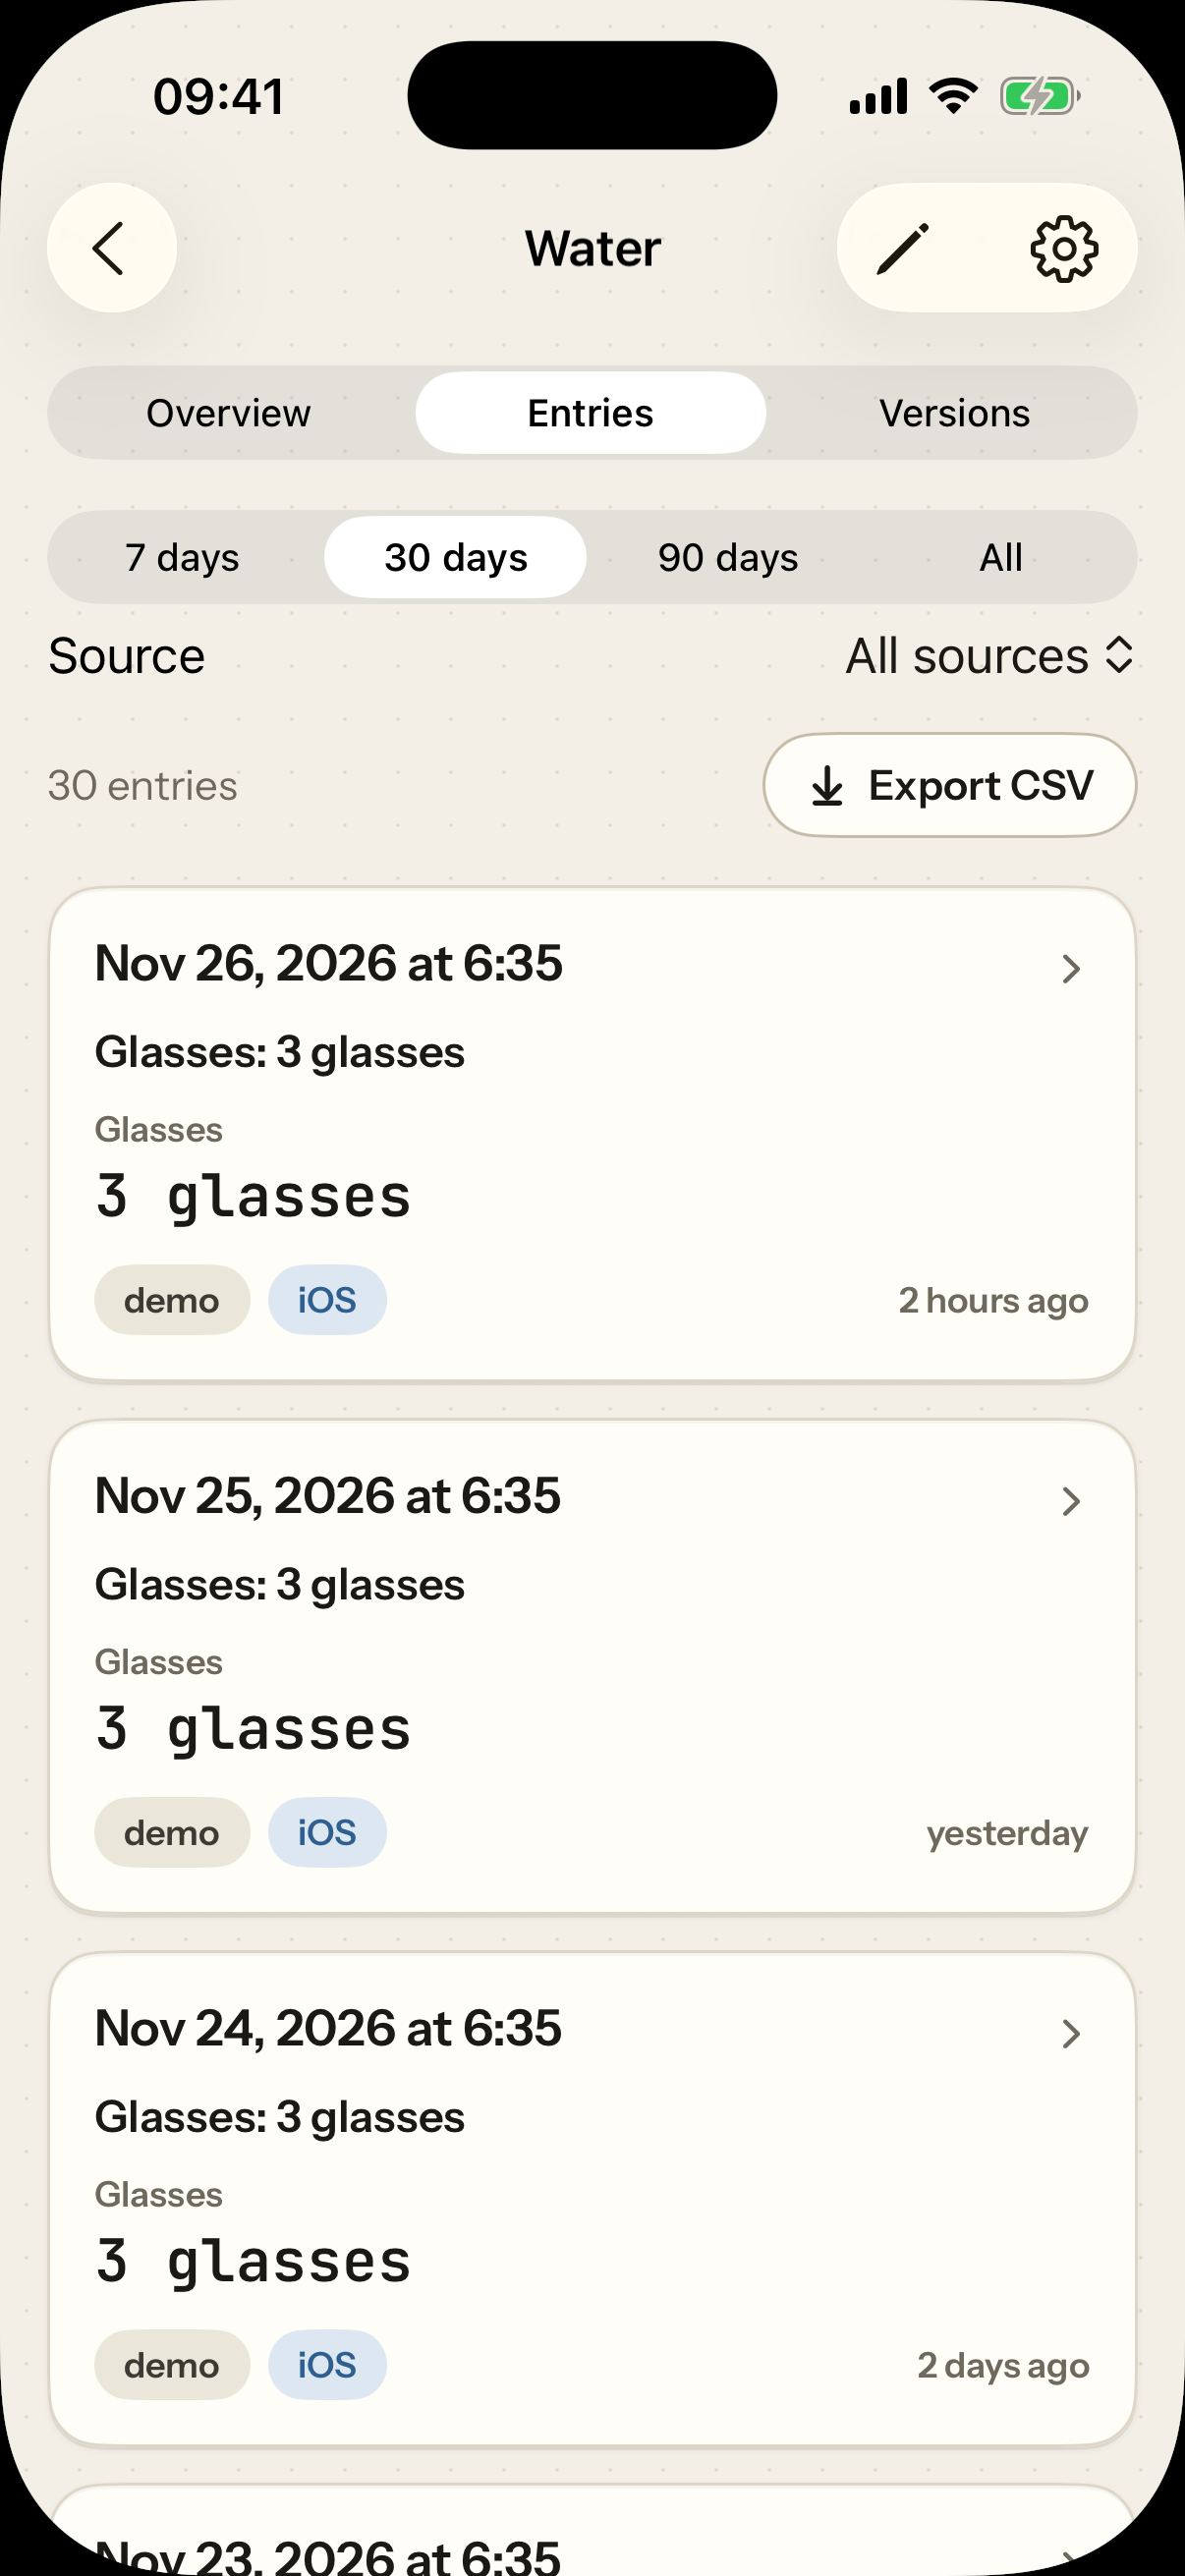 09:41
Water
Overview Entries Versions
7 days 30 days 90 days All
Source All sources
30 entries Export CSV
Nov 26, 2026 at 6:35
Glasses: 3 glasses
Glasses
3 glasses
demo iOS 2 hours ago
Nov 25, 2026 at 6:35
Glasses: 3 glasses
Glasses
3 glasses
demo iOS yesterday
Nov 24, 2026 at 6:35
Glasses: 3 glasses
Glasses
3 glasses
demo iOS 2 days ago
Nov 23, 2026 at 6:35